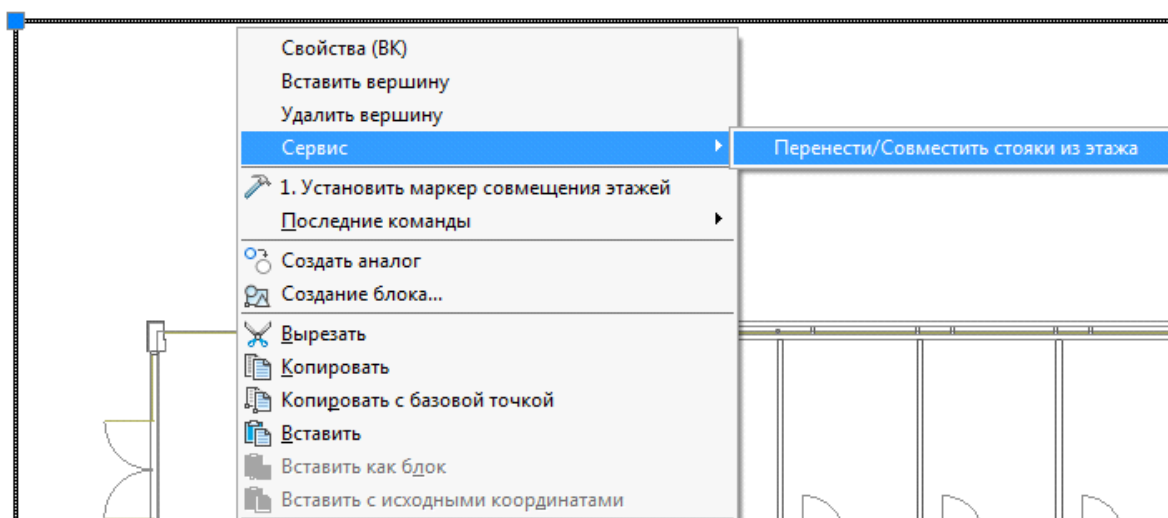 Свойства (ВК)
Вставить вершину
Удалить вершину
Сервис
Перенести/Совместить стояки из этажа
1. Установить маркер совмещения этажей
Последние команды
Создать аналог
Создание блока...
Вырезать
Копировать
Копировать с базовой точкой
Вставить
Вставить как блок
Вставить с исходными координатами